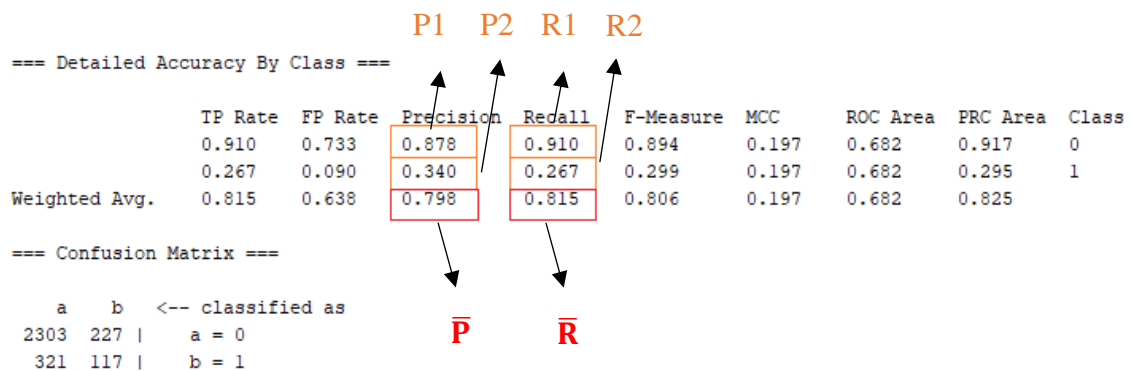 P1 P2 R1 R2
=== Detailed Accuracy By Class ===
TP Rate FP Rate Precision Recall F-Measure MCC ROC Area PRC Area Class
0.910 0.733 0.878 0.910 0.894 0.197 0.682 0.917 0
0.267 0.090 0.340 0.267 0.299 0.197 0.682 0.295 1
Weighted Avg. 0.815 0.638 0.798 0.815 0.806 0.197 0.682 0.825
=== Confusion Matrix ===
a b <-- classified as
2303 227 | a = 0
321 117 | b = 1
P̅ R̅